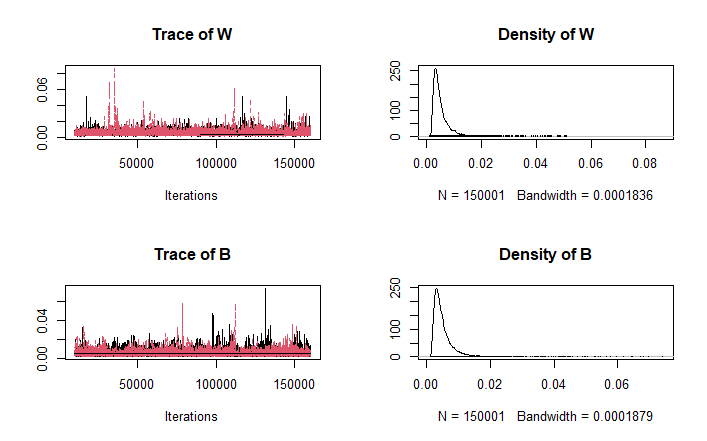 Trace of W
0.06
0.00
50000 100000 150000
Iterations
Density of W
250
100
0
0.00 0.02 0.04 0.06 0.08
N = 150001 Bandwidth = 0.0001836
Trace of B
0.04
0.00
50000 100000 150000
Iterations
Density of B
250
100
0
0.00 0.02 0.04 0.06
N = 150001 Bandwidth = 0.0001879